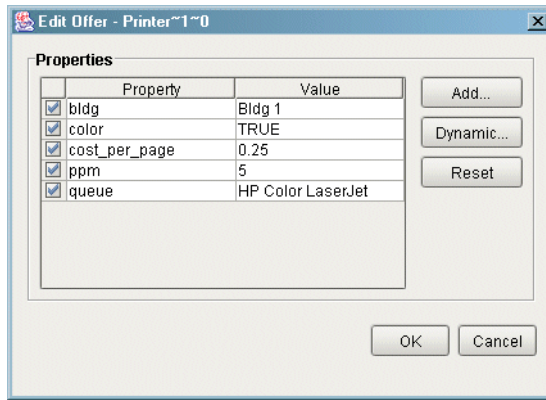 Edit Offer - Printer~1~0
Properties
Property Value
bldg Bldg 1
color TRUE
cost_per_page 0.25
ppm 5
queue HP Color LaserJet
Add...
Dynamic...
Reset
OK Cancel